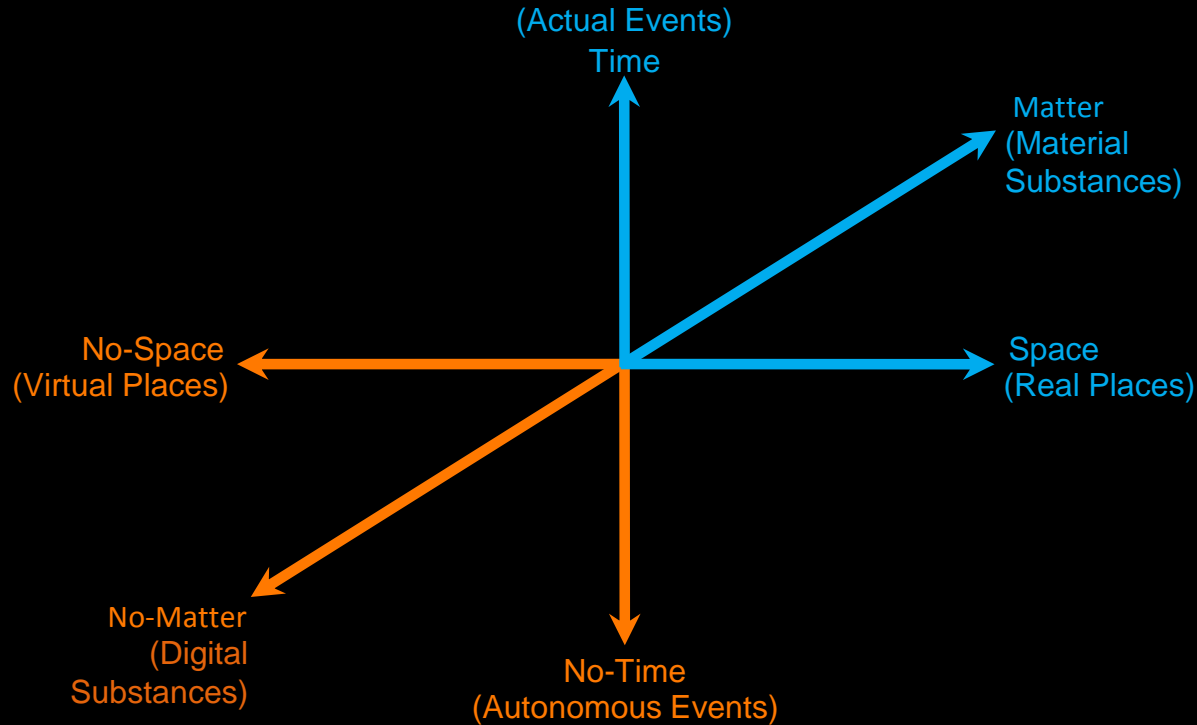 (Actual Events)
Time
Matter
(Material
Substances)
No-Space
(Virtual Places)
Space
(Real Places)
No-Matter
(Digital
Substances)
No-Time
(Autonomous Events)